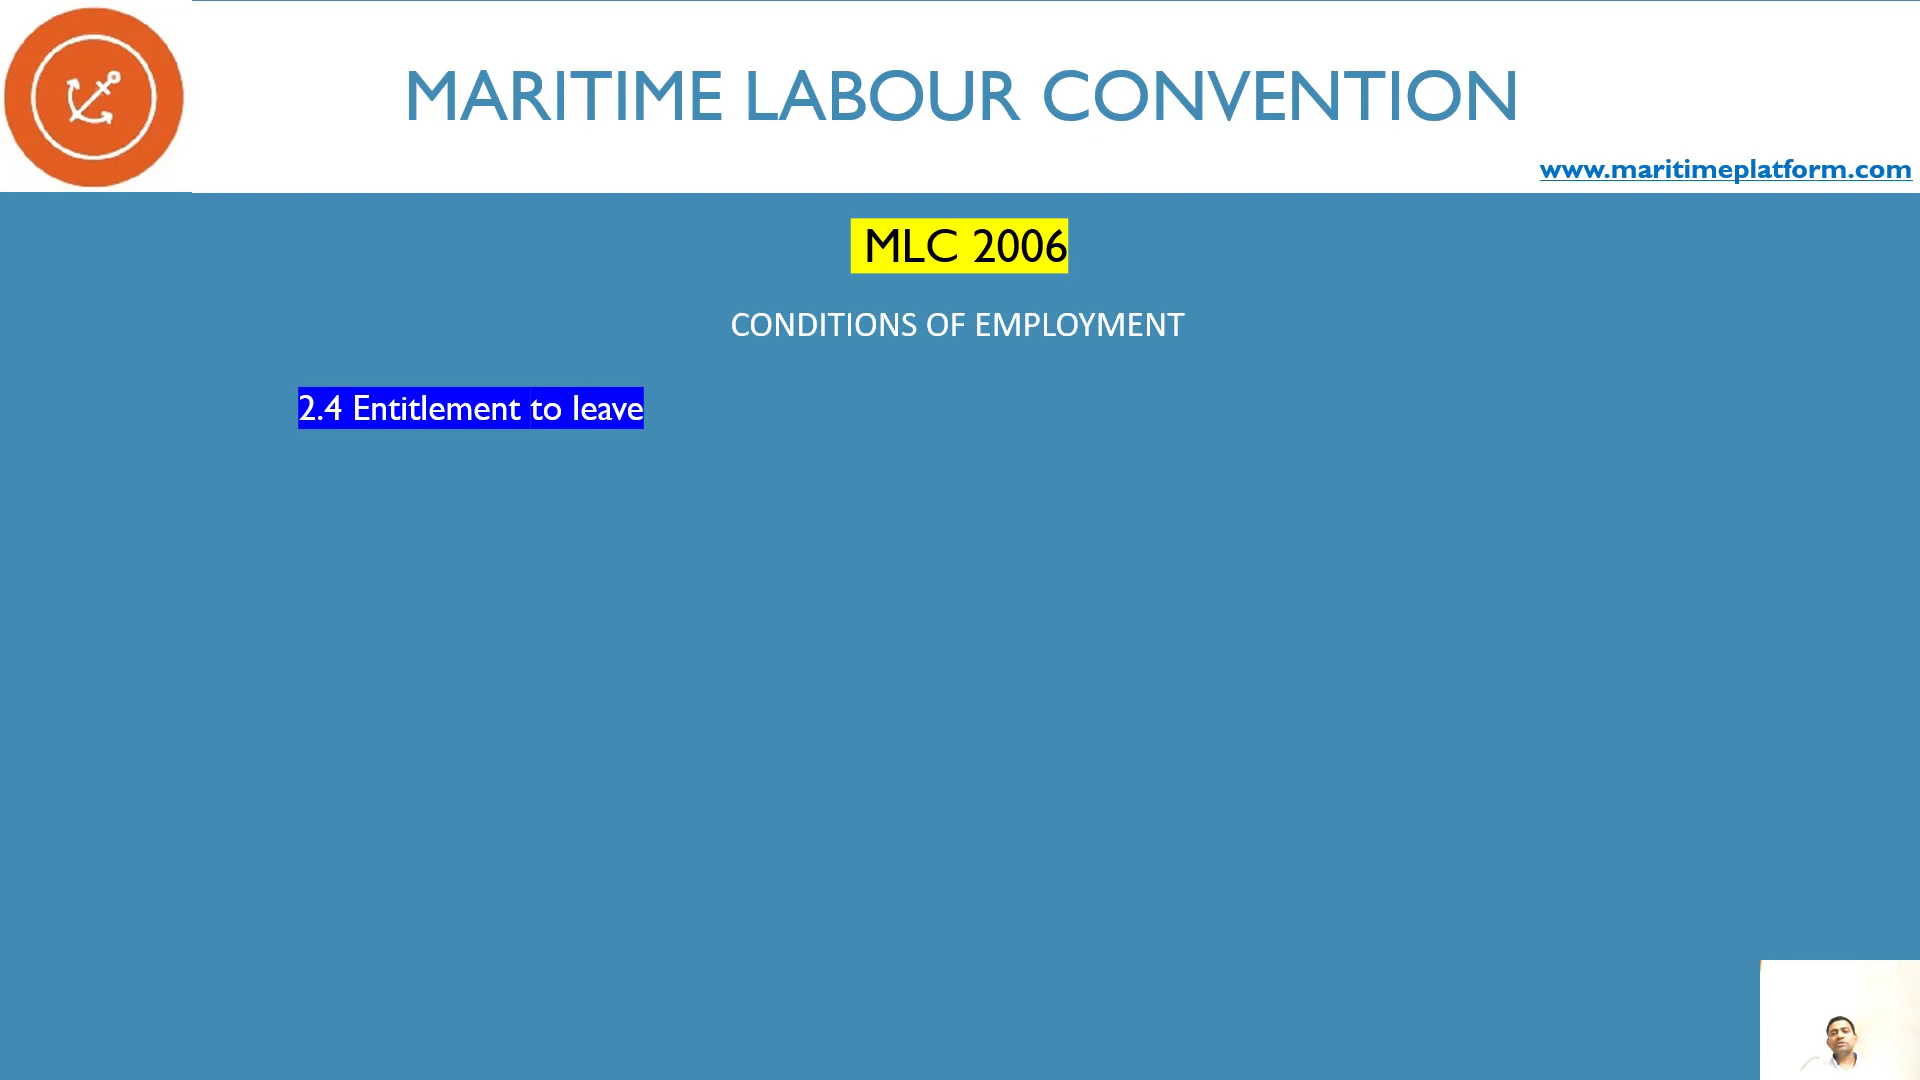 MARITIME LABOUR CONVENTION
www.maritimeplatform.com
MLC 2006
CONDITIONS OF EMPLOYMENT
2.4 Entitlement to leave